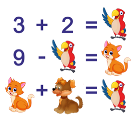 3 + 2 =
9 - =
+ =